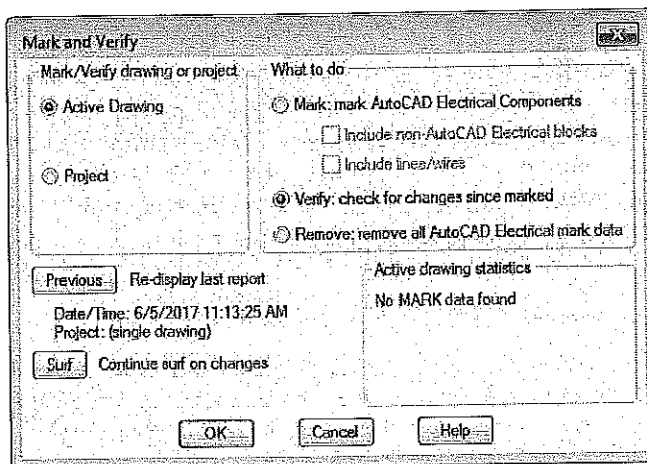 Mark and Verify
Mark/Verify drawing or project
Active Drawing
Project
What to do
Mark: mark AutoCAD Electrical Components
Include non-AutoCAD Electrical blocks
Include lines/wires
Verify: check for changes since marked
Remove: remove all AutoCAD Electrical mark data
Previous Re-display last report
Date/Time: 6/5/2017 11:13:25 AM
Project: (single drawing)
Surf Continue surf on changes
Active drawing statistics
No MARK data found
OK Cancel Help